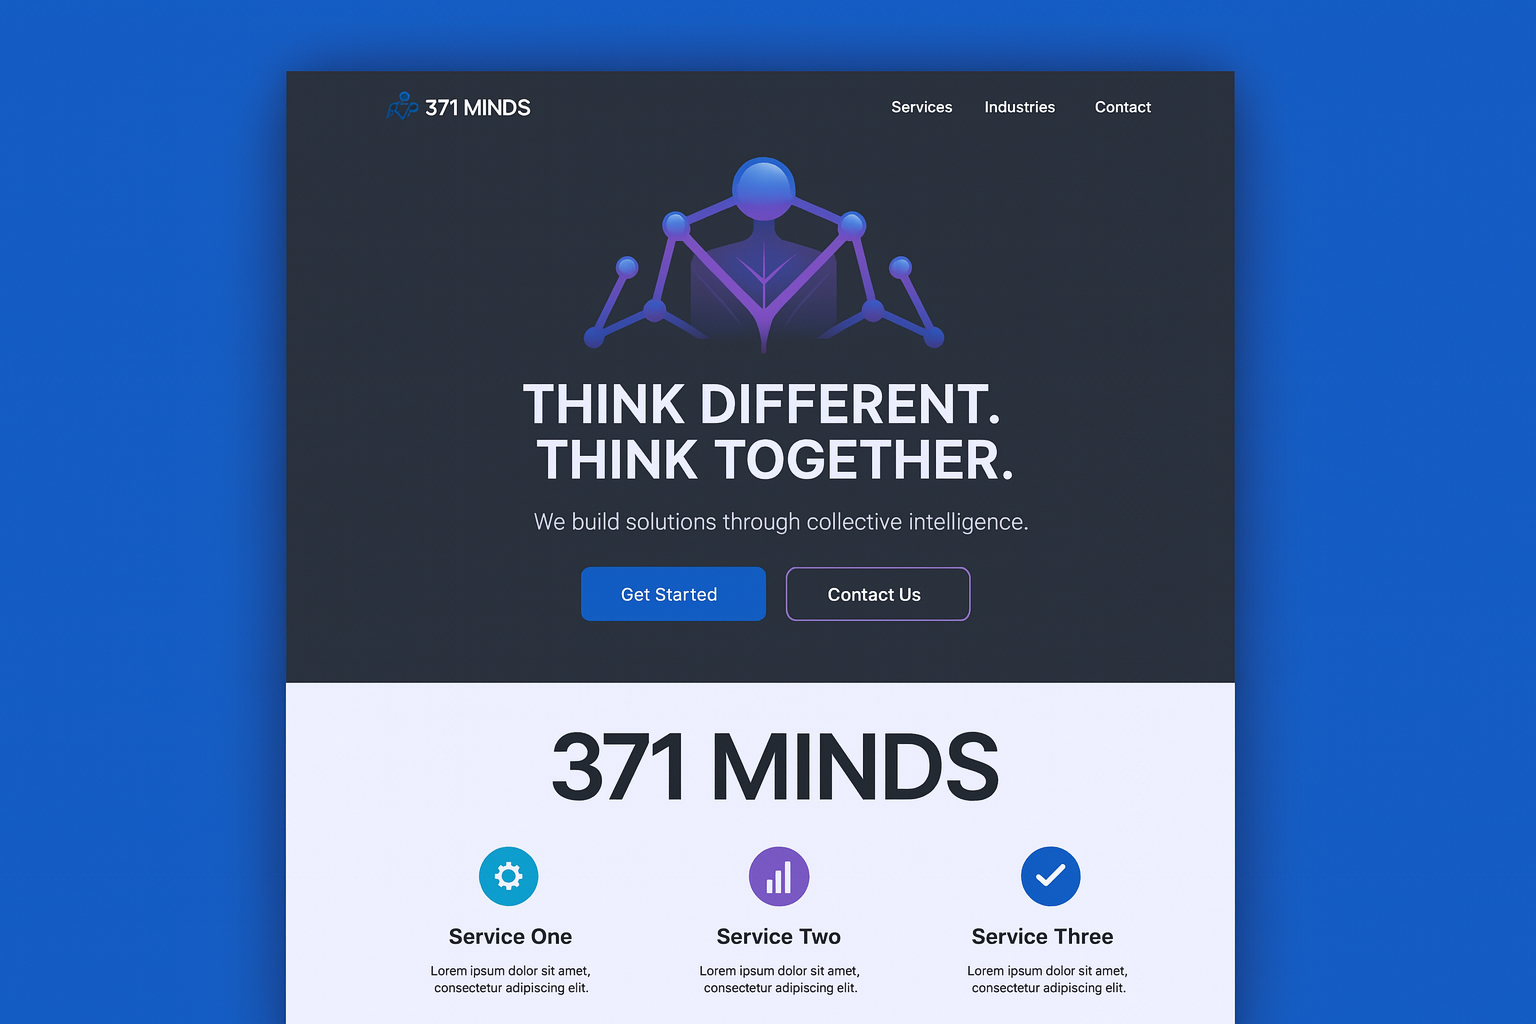 371 MINDS
Services Industries Contact
THINK DIFFERENT.
THINK TOGETHER.
We build solutions through collective intelligence.
Get Started
Contact Us
371 MINDS
Service One
Lorem ipsum dolor sit amet,
consectetur adipiscing elit.
Service Two
Lorem ipsum dolor sit amet,
consectetur adipiscing elit.
Service Three
Lorem ipsum dolor sit amet,
consectetur adipiscing elit.